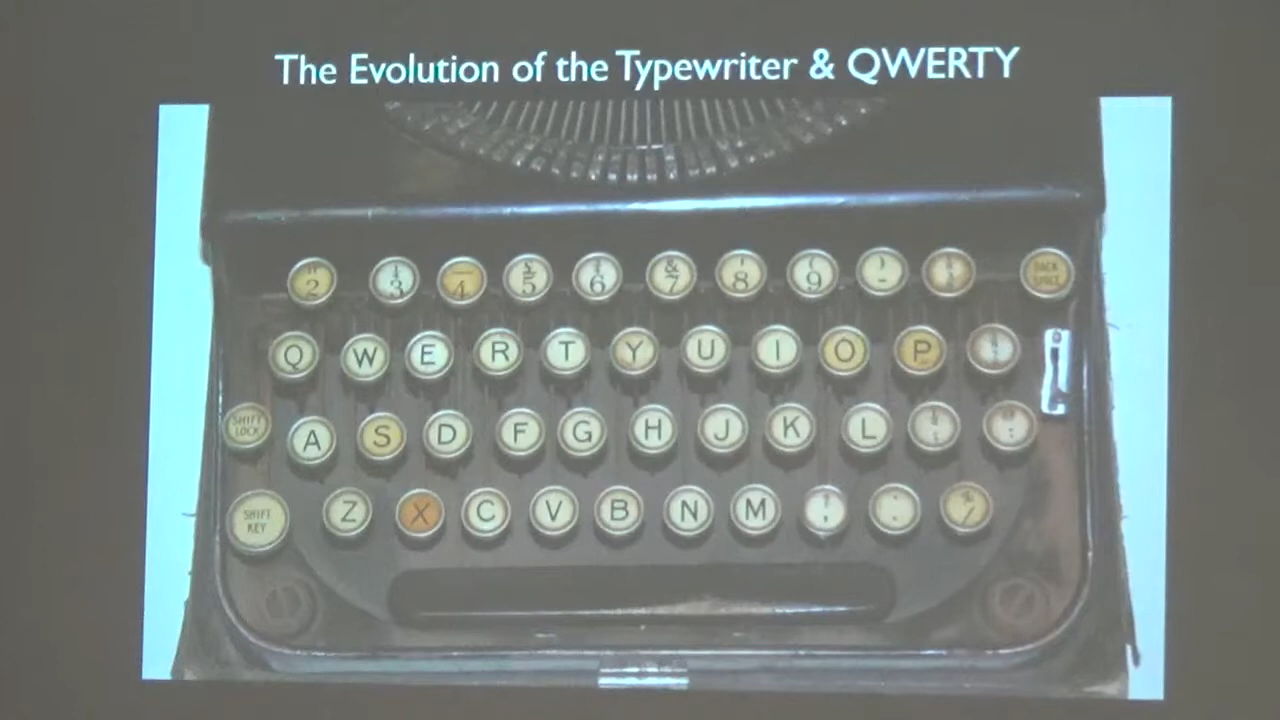 The Evolution of the Typewriter & QWERTY
" 2 3 4 5 6 & 7 ' 8 ( 9 ) - BACK SPACE
Q W E R T Y U I O P
SHIFT LOCK A S D F G H J K L
SHIFT KEY Z X C V B N M ? , . % /